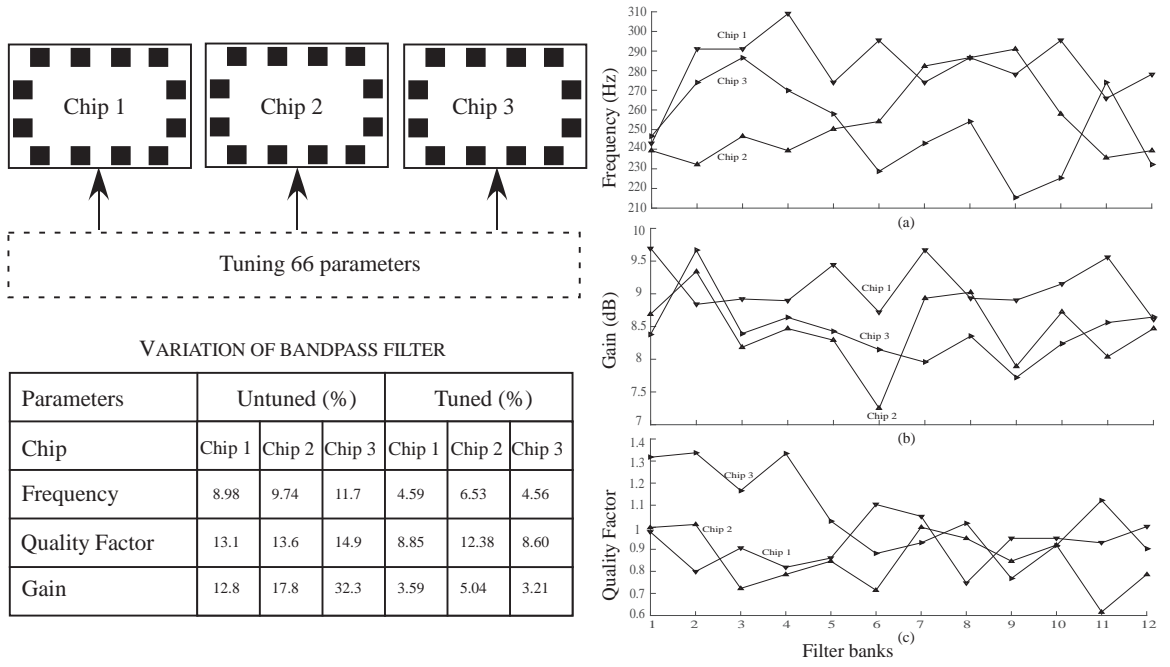 Chip 1 Chip 2 Chip 3
Tuning 66 parameters
VARIATION OF BANDPASS FILTER
Parameters Untuned (%) Tuned (%)
Chip Chip 1 Chip 2 Chip 3 Chip 1 Chip 2 Chip 3
Frequency 8.98 9.74 11.7 4.59 6.53 4.56
Quality Factor 13.1 13.6 14.9 8.85 12.38 8.60
Gain 12.8 17.8 32.3 3.59 5.04 3.21
Frequency (Hz)
310
300
290
280
270
260
250
240
230
220
210
Chip 1
Chip 3
Chip 2
(a)
Gain (dB)
10
9.5
9
8.5
8
7.5
7
Chip 1
Chip 3
Chip 2
(b)
Quality Factor
1.4
1.3
1.2
1.1
1
0.9
0.8
0.7
0.6
Chip 3
Chip 2
Chip 1
1 2 3 4 5 6 7 8 9 10 11 12
(c)
Filter banks